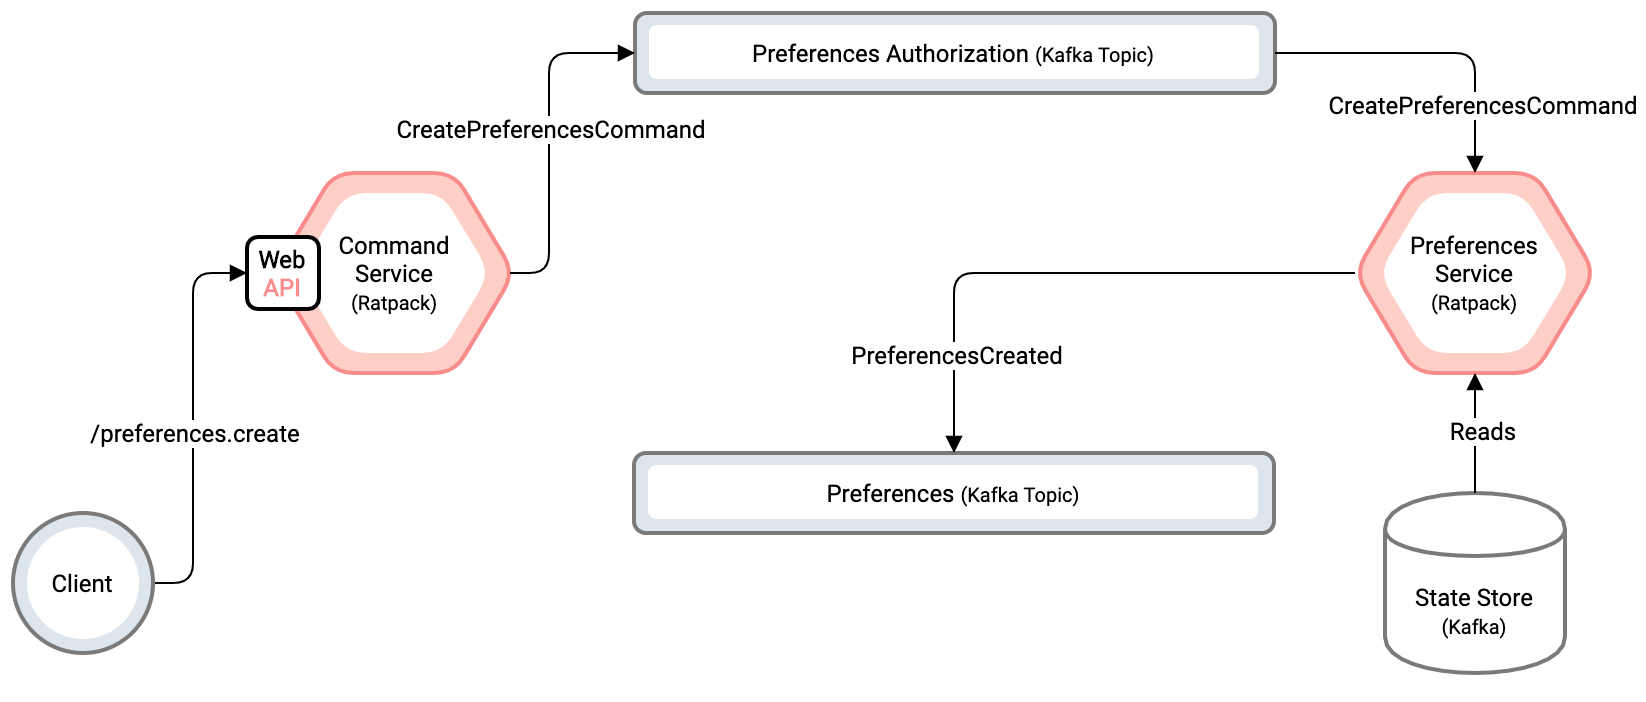 Preferences Authorization (Kafka Topic)
CreatePreferencesCommand
CreatePreferencesCommand
Web
API
Command
Service
(Ratpack)
Preferences
Service
(Ratpack)
PreferencesCreated
/preferences.create
Reads
Preferences (Kafka Topic)
Client
State Store
(Kafka)